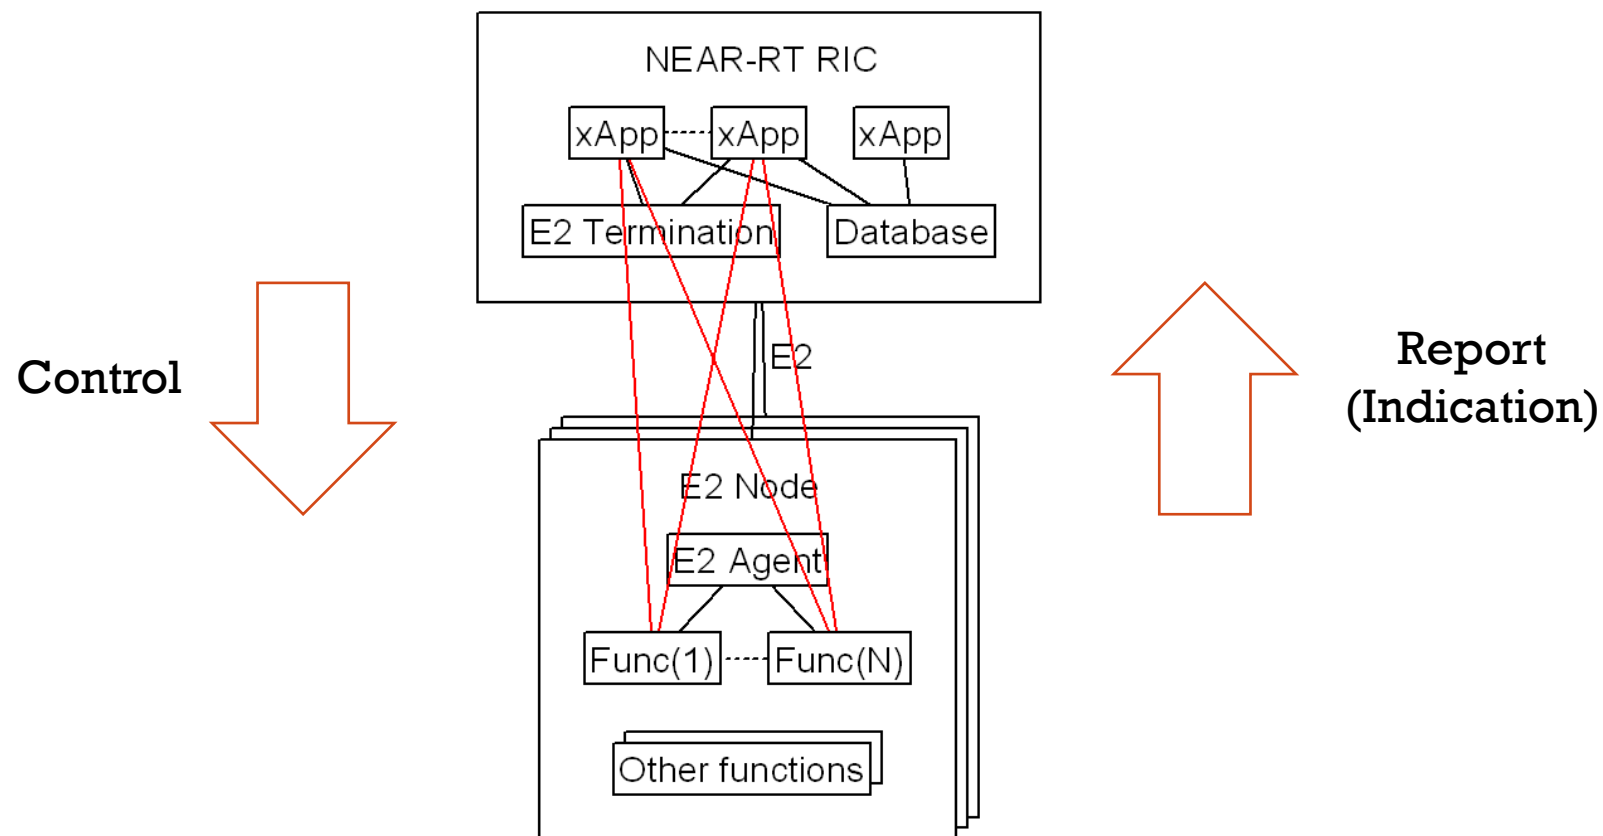 NEAR-RT RIC
xApp xApp xApp
E2 Termination Database
Control
E2
Report
(Indication)
E2 Node
E2 Agent
Func(1) Func(N)
Other functions